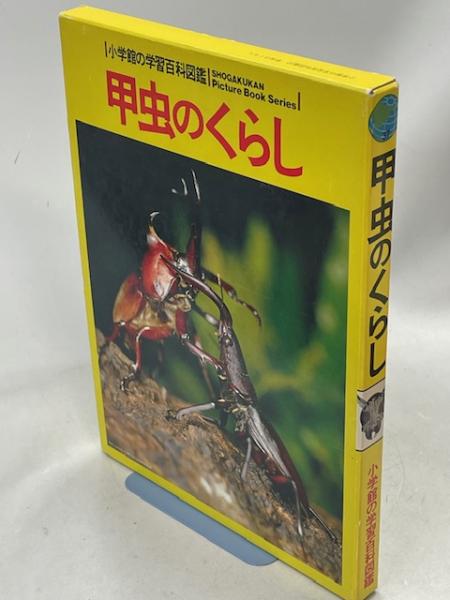 小学館の学習百科図鑑
SHOGAKUKAN
Picture Book Series
甲虫のくらし
甲虫のくらし
小学館の学習百科図鑑